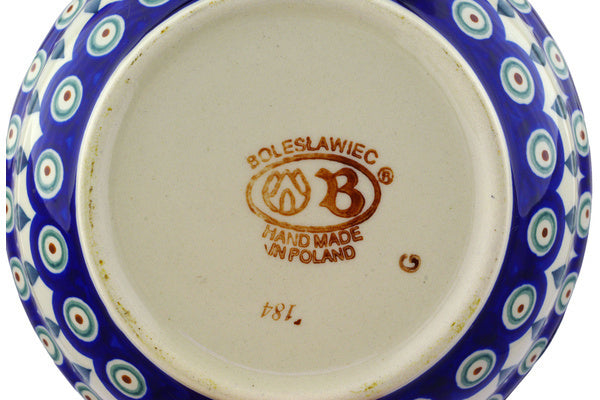 BOLESŁAWIEC
B ®
HAND MADE
IN POLAND
G
184